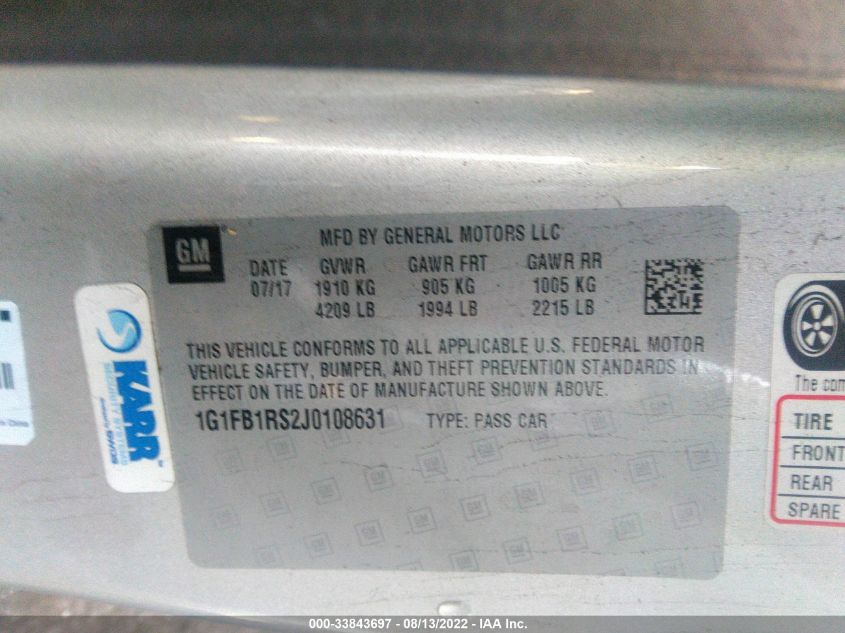 GM
MFD BY GENERAL MOTORS LLC
DATE GVWR GAWR FRT GAWR RR
07/17 1910 KG 905 KG 1005 KG
4209 LB 1994 LB 2215 LB
THIS VEHICLE CONFORMS TO ALL APPLICABLE U.S. FEDERAL MOTOR
VEHICLE SAFETY, BUMPER, AND THEFT PREVENTION STANDARDS IN
EFFECT ON THE DATE OF MANUFACTURE SHOWN ABOVE.
1G1FB1RS2J0108631 TYPE: PASS CAR
KARR
The com
TIRE
FRONT
REAR
SPARE
China
000-33843697 - 08/13/2022 - IAA Inc.